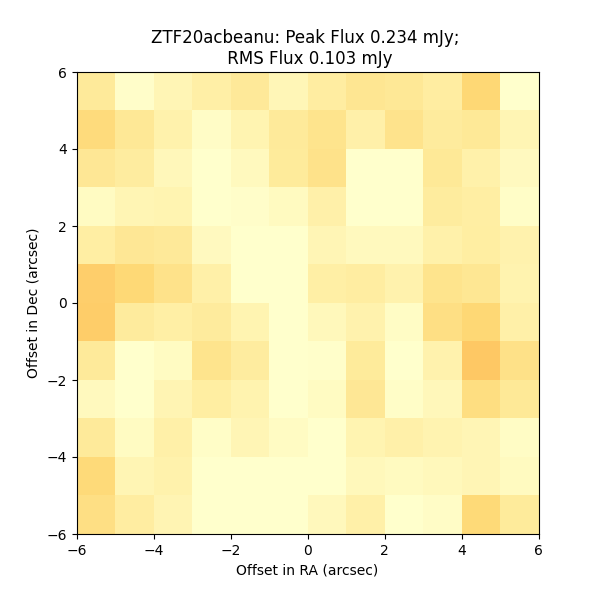 ZTF20acbeanu: Peak Flux 0.234 mJy;
RMS Flux 0.103 mJy
6
4
2
0
−2
−4
−6
Offset in Dec (arcsec)
−6 −4 −2 0 2 4 6
Offset in RA (arcsec)